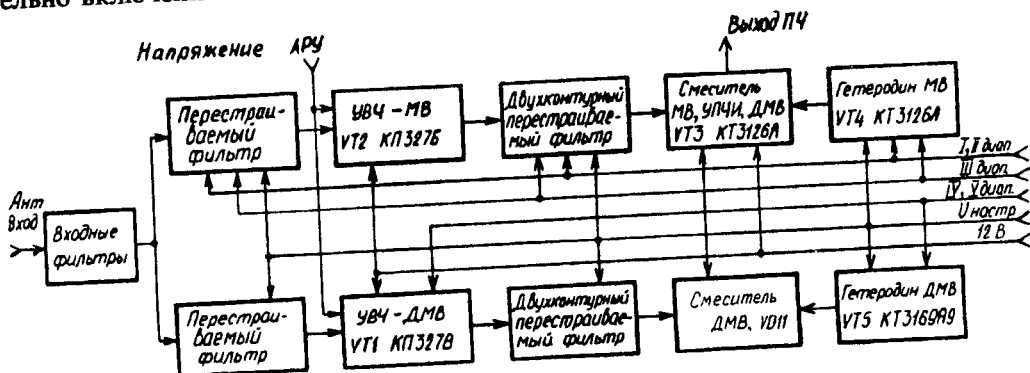 ельно включен
Выход ПЧ
Напряжение АРУ
Перестраи-
ваемый
фильтр
УВЧ-МВ
VT2 КП327Б
Двухконтурный
перестраивае-
мый фильтр
Смеситель
МВ, УПЧИ, ДМВ
VT3 КТ3126А
Гетеродин МВ
VT4 КТ3126А
I, II диап.
III диап.
IV, V диап.
U настр
12 В
Ант
Вход
Входные
фильтры
Перестраи-
ваемый
фильтр
УВЧ-ДМВ
VT1 КП327В
Двухконтурный
перестраивае-
мый фильтр
Смеситель
ДМВ, VD11
Гетеродин ДМВ
VT5 КТ3169А9